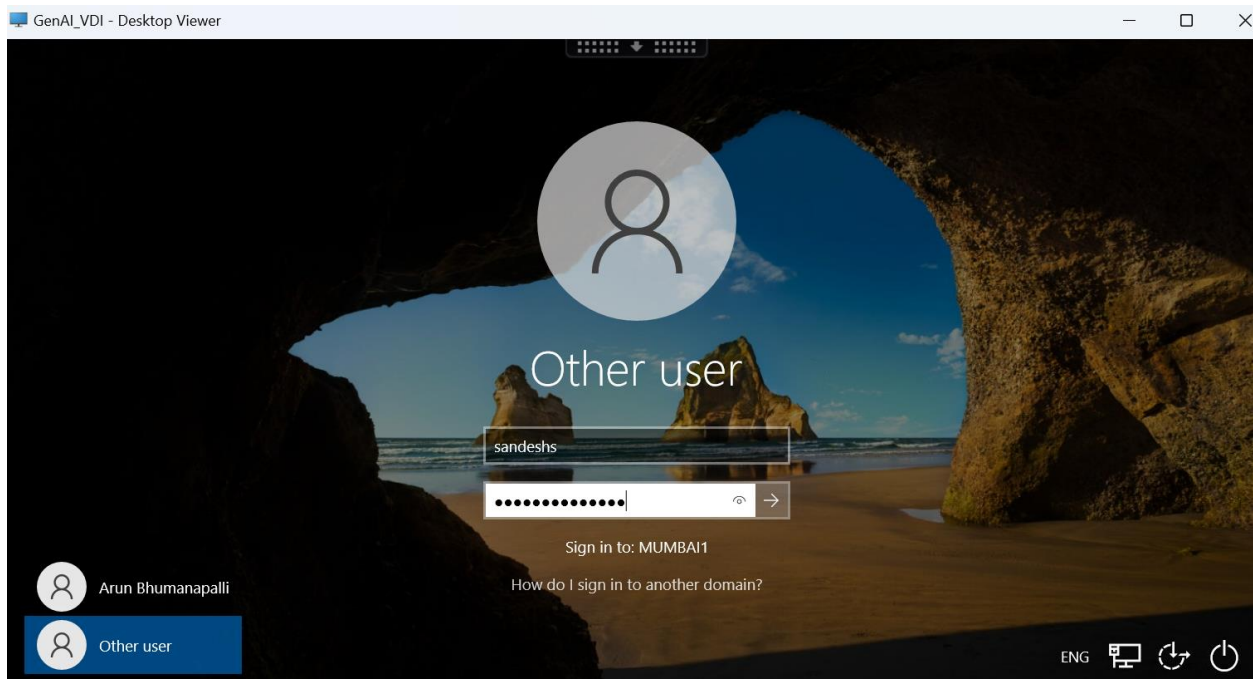 GenAI_VDI - Desktop Viewer
Other user
sandeshs
Sign in to: MUMBAI1
How do I sign in to another domain?
Arun Bhumanapalli
Other user
ENG